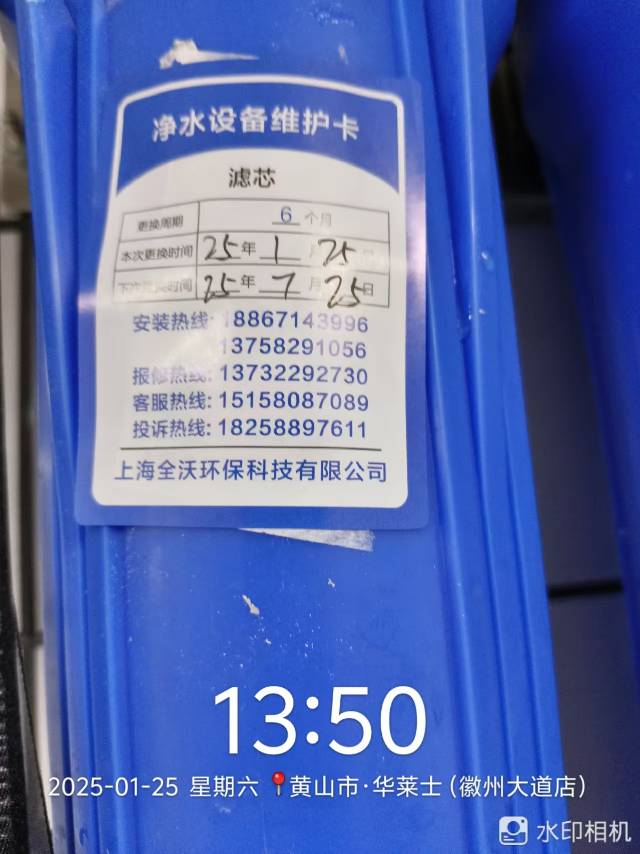 净水设备维护卡
滤芯
更换周期 6 个月
本次更换时间 25年 1月 25日
下次更换时间 25年 7月 25日
安装热线: 18867143996
13758291056
报修热线: 13732292730
客服热线: 15158087089
投诉热线: 18258897611
上海全沃环保科技有限公司
13:50
2025-01-25 星期六 黄山市·华莱士(徽州大道店)
水印相机